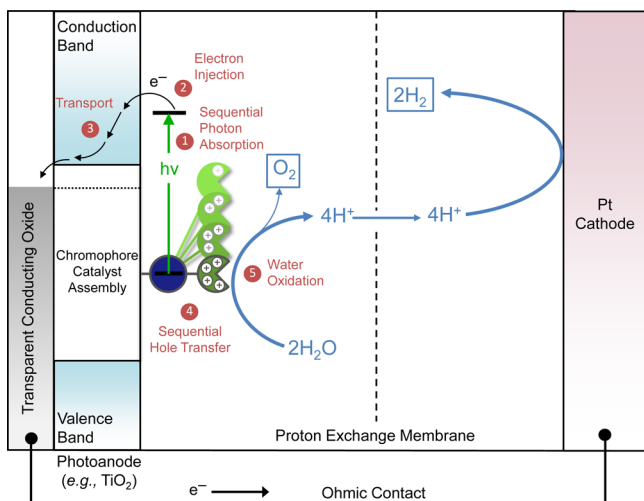 Conduction
Band
e⁻
2
Electron
Injection
Transport
3
1
Sequential
Photon
Absorption
hν
Transparent Conducting Oxide
Chromophore
Catalyst
Assembly
+ +
+ +
+ +
+ +
+ +
+ +
+ +
+ +
O₂
4H⁺
4H⁺
2H₂
Pt
Cathode
5
Water
Oxidation
4
Sequential
Hole Transfer
2H₂O
Valence
Band
Proton Exchange Membrane
Photoanode
(e.g., TiO₂)
e⁻
Ohmic Contact